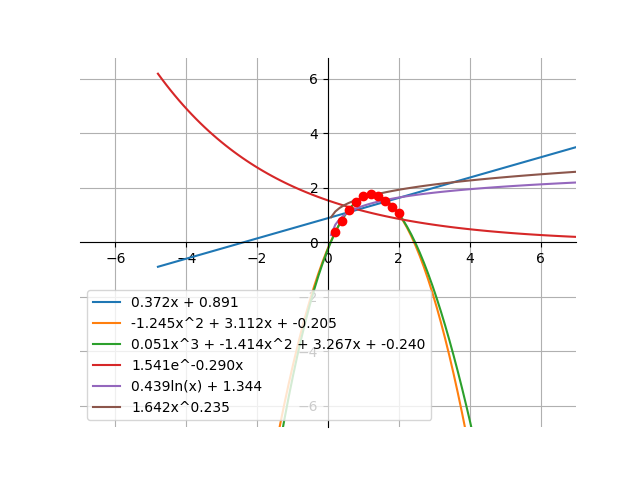 6
4
2
0
−6 −4 −2 0 2 4 6
−2
0.372x + 0.891
-1.245x^2 + 3.112x + -0.205
0.051x^3 + -1.414x^2 + 3.267x + -0.240
−4
1.541e^-0.290x
0.439ln(x) + 1.344
1.642x^0.235
−6